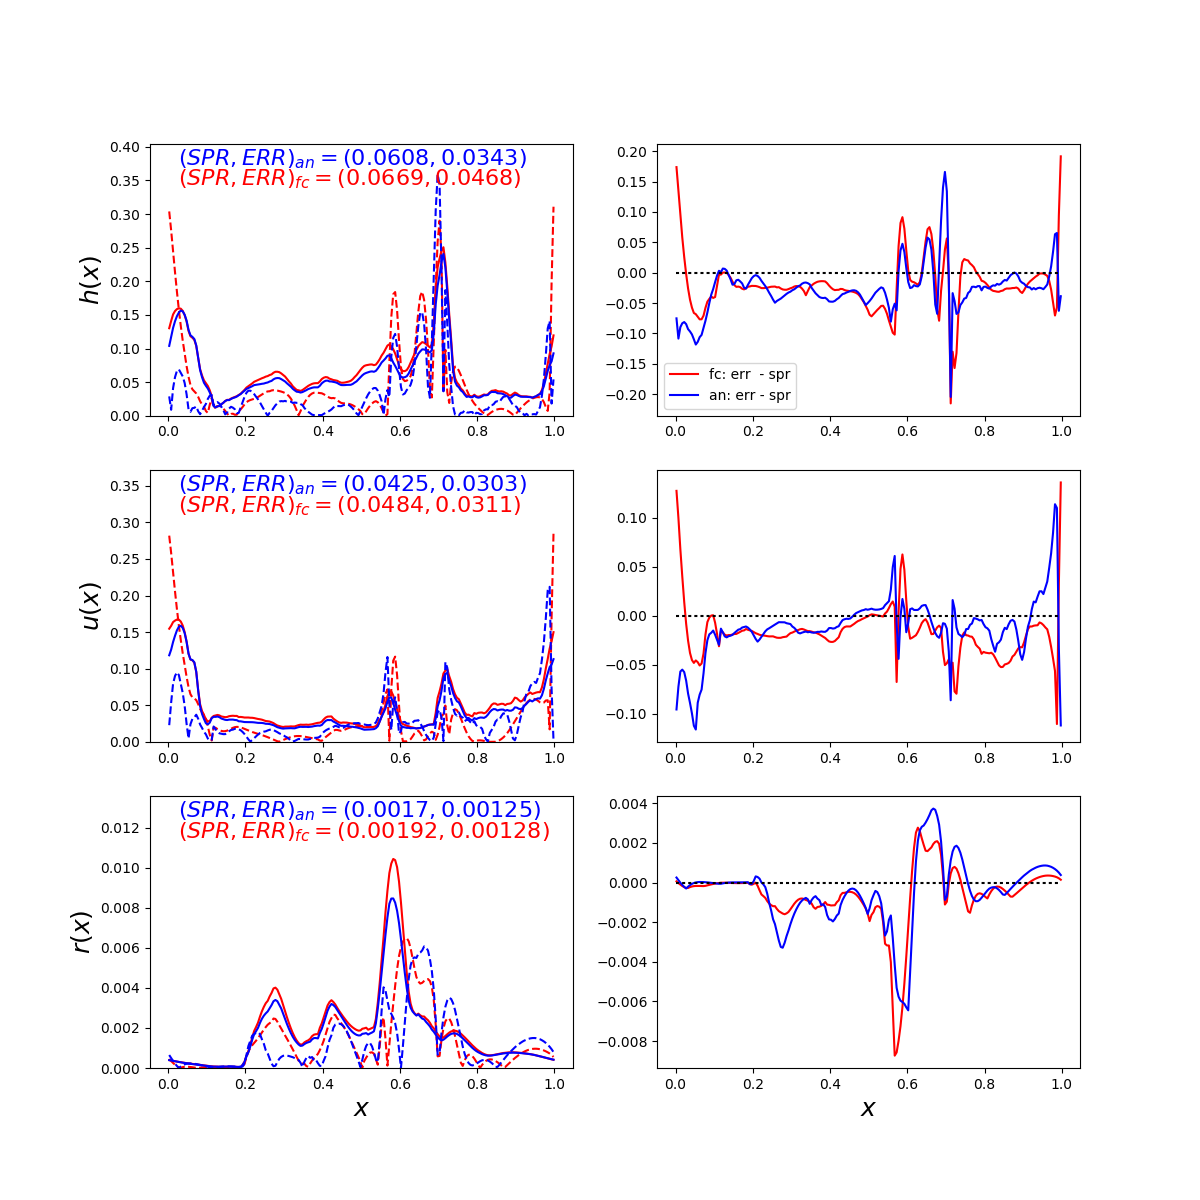 (SPR, ERR)an = (0.0608, 0.0343)
(SPR, ERR)fc = (0.0669, 0.0468)
h(x)
0.40
0.35
0.30
0.25
0.20
0.15
0.10
0.05
0.00
0.0 0.2 0.4 0.6 0.8 1.0
0.20
0.15
0.10
0.05
0.00
−0.05
−0.10
−0.15
−0.20
fc: err - spr
an: err - spr
0.0 0.2 0.4 0.6 0.8 1.0
(SPR, ERR)an = (0.0425, 0.0303)
(SPR, ERR)fc = (0.0484, 0.0311)
u(x)
0.35
0.30
0.25
0.20
0.15
0.10
0.05
0.00
0.0 0.2 0.4 0.6 0.8 1.0
0.10
0.05
0.00
−0.05
−0.10
0.0 0.2 0.4 0.6 0.8 1.0
(SPR, ERR)an = (0.0017, 0.00125)
(SPR, ERR)fc = (0.00192, 0.00128)
r(x)
0.012
0.010
0.008
0.006
0.004
0.002
0.000
0.0 0.2 0.4 0.6 0.8 1.0
x
0.004
0.002
0.000
−0.002
−0.004
−0.006
−0.008
0.0 0.2 0.4 0.6 0.8 1.0
x